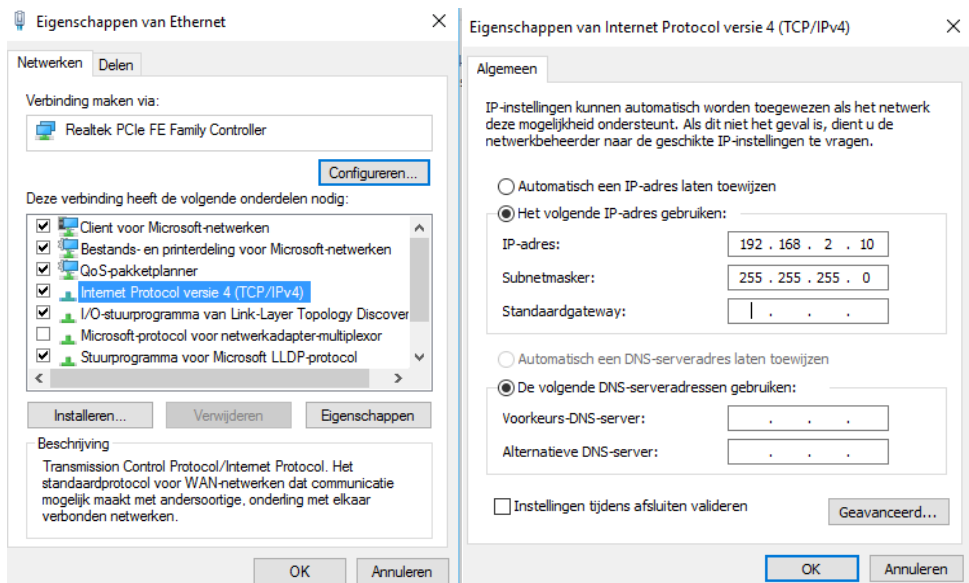 Eigenschappen van Ethernet
Netwerken Delen
Verbinding maken via:
Realtek PCIe FE Family Controller
Configureren...
Deze verbinding heeft de volgende onderdelen nodig:
Client voor Microsoft-netwerken
Bestands- en printerdeling voor Microsoft-netwerken
QoS-pakketplanner
Internet Protocol versie 4 (TCP/IPv4)
I/O-stuurprogramma van Link-Layer Topology Discover
Microsoft-protocol voor netwerkadapter-multiplexor
Stuurprogramma voor Microsoft LLDP-protocol
Installeren... Verwijderen Eigenschappen
Beschrijving
Transmission Control Protocol/Internet Protocol. Het
standaardprotocol voor WAN-netwerken dat communicatie
mogelijk maakt met andersoortige, onderling met elkaar
verbonden netwerken.
OK Annuleren
Eigenschappen van Internet Protocol versie 4 (TCP/IPv4)
Algemeen
IP-instellingen kunnen automatisch worden toegewezen als het netwerk
deze mogelijkheid ondersteunt. Als dit niet het geval is, dient u de
netwerkbeheerder naar de geschikte IP-instellingen te vragen.
Automatisch een IP-adres laten toewijzen
Het volgende IP-adres gebruiken:
IP-adres: 192 . 168 . 2 . 10
Subnetmasker: 255 . 255 . 255 . 0
Standaardgateway: . . .
Automatisch een DNS-serveradres laten toewijzen
De volgende DNS-serveradressen gebruiken:
Voorkeurs-DNS-server: . . .
Alternatieve DNS-server: . . .
Instellingen tijdens afsluiten valideren
Geavanceerd...
OK Annuleren